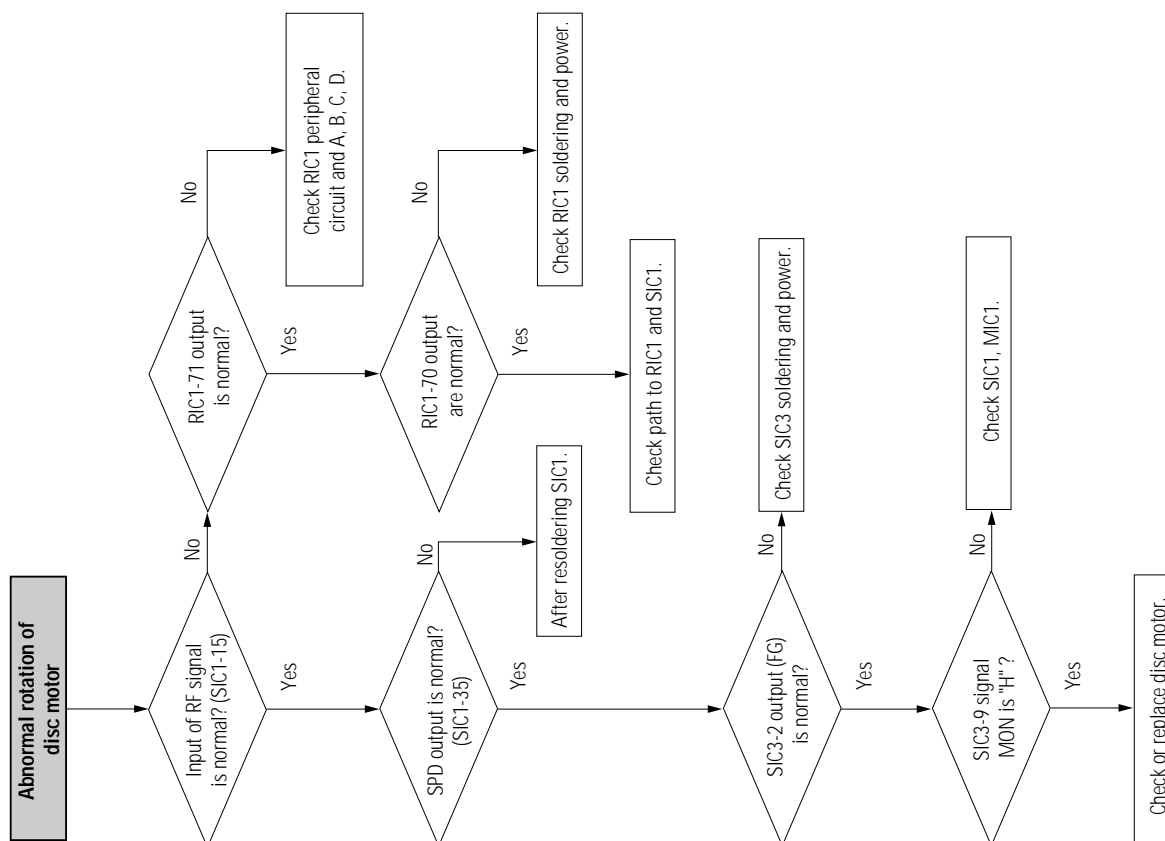 Abnormal rotation of
disc motor
Input of RF signal
is normal? (SIC1-15)
No
Yes
RIC1-71 output
is normal?
No
Yes
Check RIC1 peripheral
circuit and A, B, C, D.
RIC1-70 output
are normal?
No
Yes
Check RIC1 soldering and power.
Check path to RIC1 and SIC1.
SPD output is normal?
(SIC1-35)
No
Yes
After resoldering SIC1.
SIC3-2 output (FG)
is normal?
No
Yes
Check SIC3 soldering and power.
SIC3-9 signal
MON is "H" ?
No
Yes
Check SIC1, MIC1.
Check or replace disc motor.